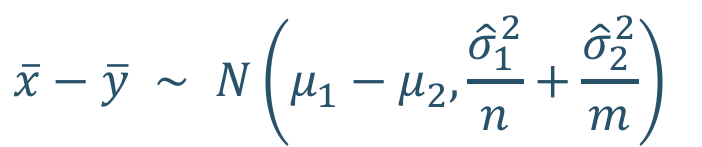 x̄ − ȳ ~ N(μ₁ − μ₂, σ̂₁²/n + σ̂₂²/m)